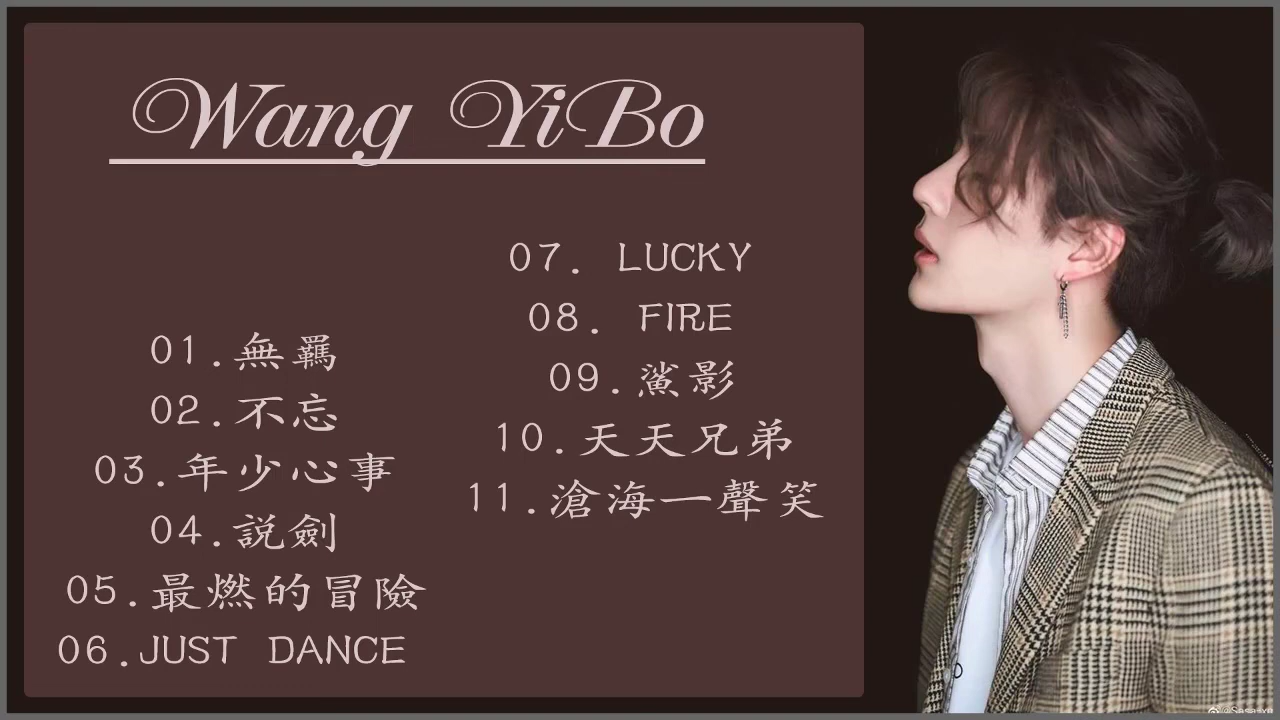 Wang YiBo
01.無羈
02.不忘
03.年少心事
04.説劍
05.最燃的冒險
06.JUST DANCE
07. LUCKY
08. FIRE
09.鯊影
10.天天兄弟
11.滄海一聲笑